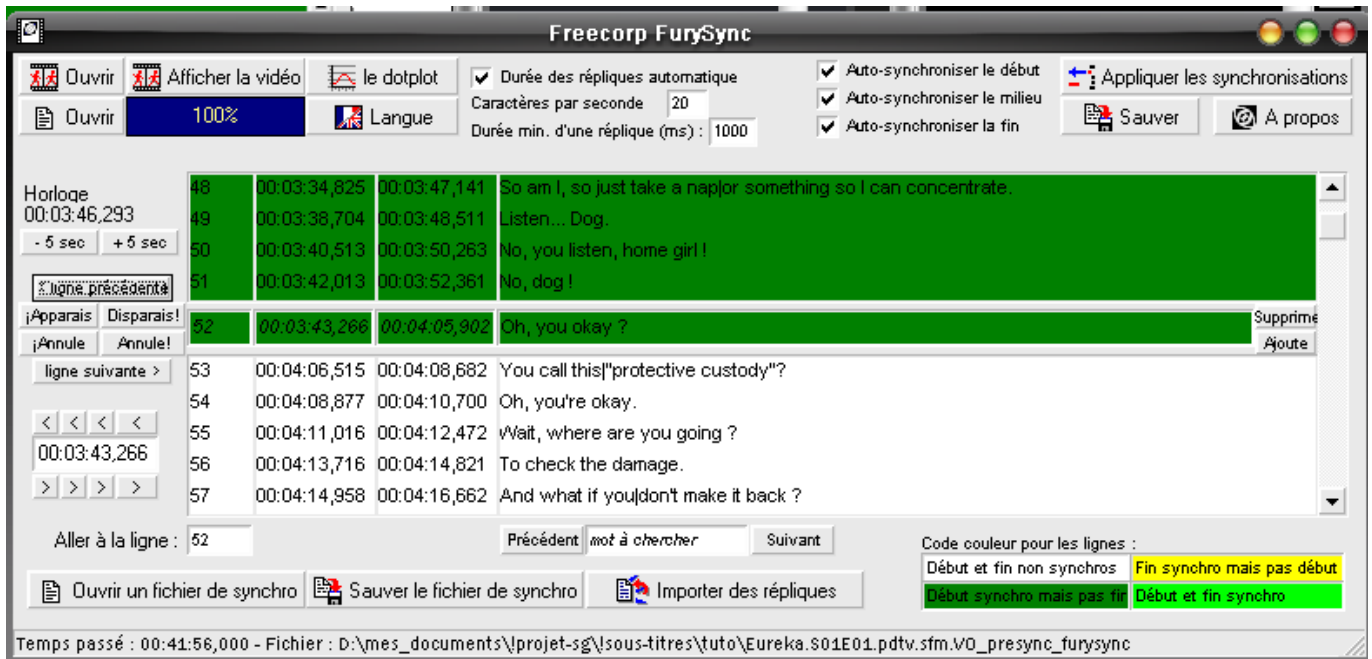 Freecorp FurySync
Ouvrir Afficher la vidéo le dotplot
Ouvrir 100% Langue
Durée des répliques automatique
Caractères par seconde 20
Durée min. d'une réplique (ms) : 1000
Auto-synchroniser le début
Auto-synchroniser le milieu
Auto-synchroniser la fin
Appliquer les synchronisations
Sauver A propos
Horloge
00:03:46,293
- 5 sec + 5 sec
< ligne précédente
¡Apparais Disparais!
¡Annule Annule!
ligne suivante >
< < < <
00:03:43,266
> > > >
48 00:03:34,825 00:03:47,141 So am I, so just take a nap|or something so I can concentrate.
49 00:03:38,704 00:03:48,511 Listen... Dog.
50 00:03:40,513 00:03:50,263 No, you listen, home girl !
51 00:03:42,013 00:03:52,361 No, dog !
52 00:03:43,266 00:04:05,902 Oh, you okay ?
Supprime
Ajoute
53 00:04:06,515 00:04:08,682 You call this|"protective custody"?
54 00:04:08,877 00:04:10,700 Oh, you're okay.
55 00:04:11,016 00:04:12,472 Wait, where are you going ?
56 00:04:13,716 00:04:14,821 To check the damage.
57 00:04:14,958 00:04:16,662 And what if you|don't make it back ?
Aller à la ligne : 52
Précédent mot à chercher Suivant
Code couleur pour les lignes :
Début et fin non synchros Fin synchro mais pas début
Début synchro mais pas fin Début et fin synchro
Ouvrir un fichier de synchro Sauver le fichier de synchro Importer des répliques
Temps passé : 00:41:56,000 - Fichier : D:\mes_documents\!projet-sg\!sous-titres\tuto\Eureka.S01E01.pdtv.sfm.VO_presync_furysync